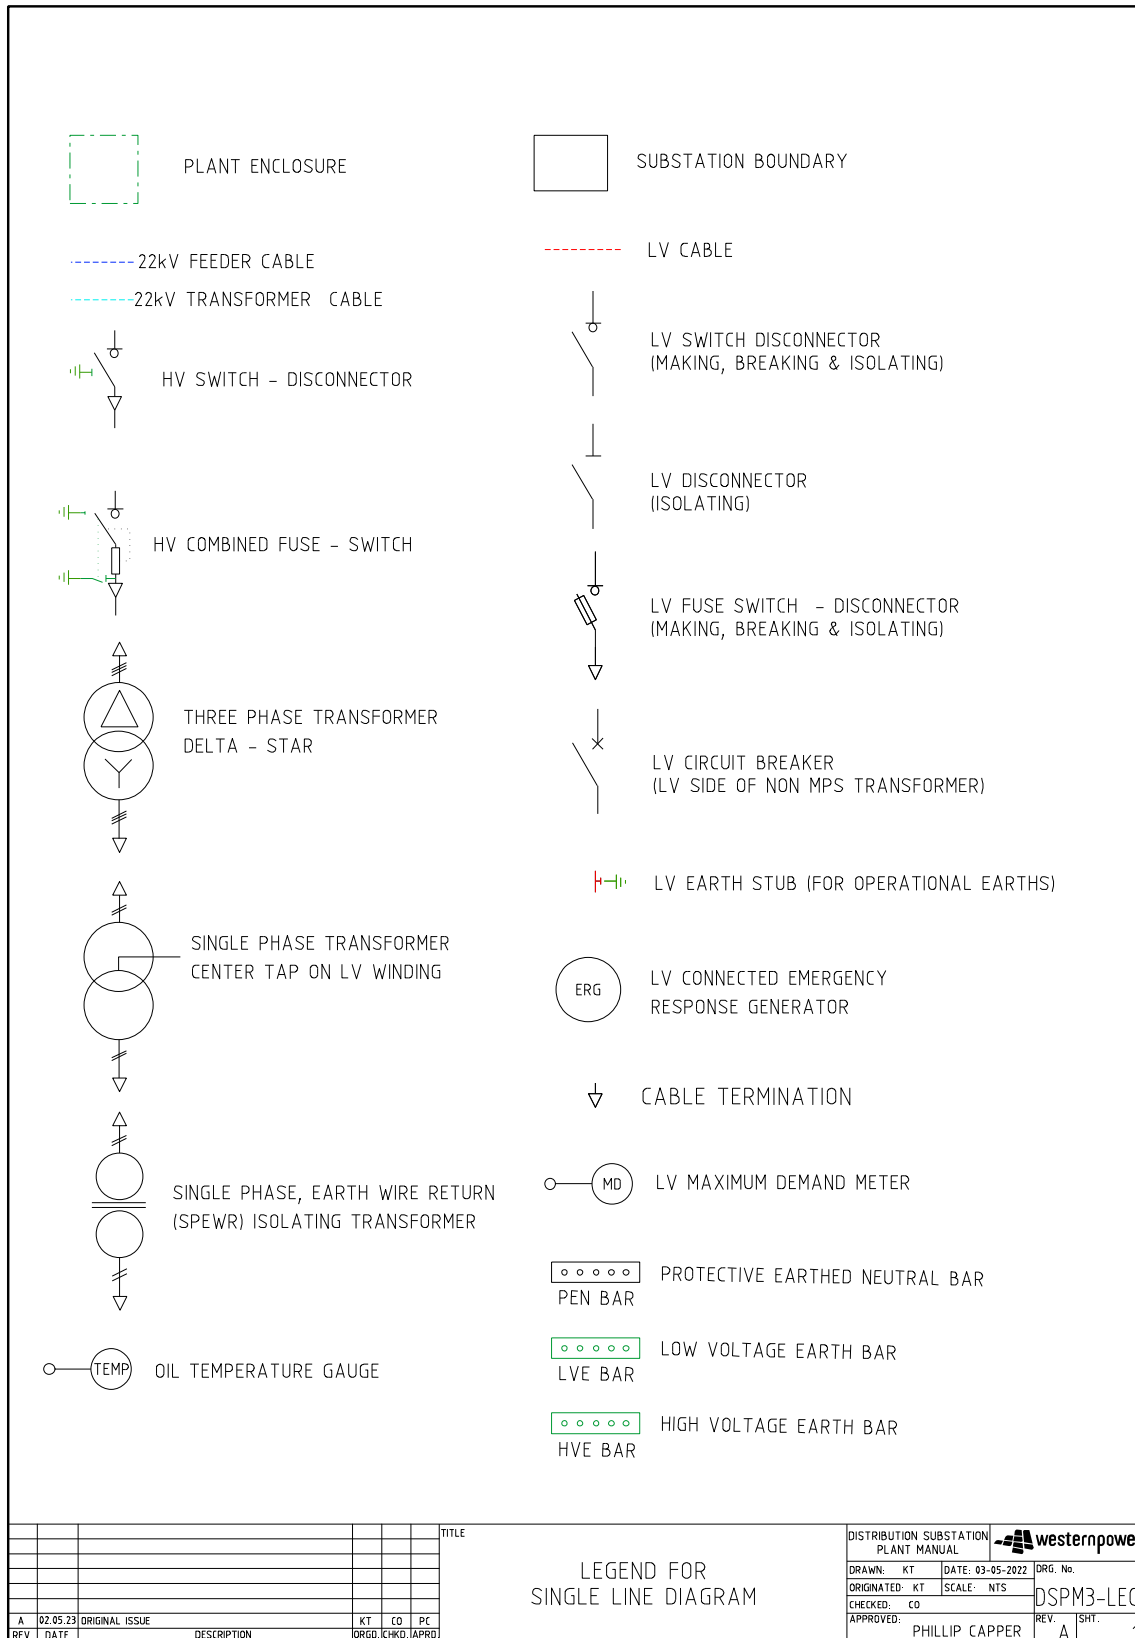 PLANT ENCLOSURE
22kV FEEDER CABLE
22kV TRANSFORMER CABLE
HV SWITCH - DISCONNECTOR
HV COMBINED FUSE - SWITCH
THREE PHASE TRANSFORMER
DELTA - STAR
SINGLE PHASE TRANSFORMER
CENTER TAP ON LV WINDING
SINGLE PHASE, EARTH WIRE RETURN
(SPEWR) ISOLATING TRANSFORMER
TEMP
OIL TEMPERATURE GAUGE
SUBSTATION BOUNDARY
LV CABLE
LV SWITCH DISCONNECTOR
(MAKING, BREAKING & ISOLATING)
LV DISCONNECTOR
(ISOLATING)
LV FUSE SWITCH - DISCONNECTOR
(MAKING, BREAKING & ISOLATING)
LV CIRCUIT BREAKER
(LV SIDE OF NON MPS TRANSFORMER)
LV EARTH STUB (FOR OPERATIONAL EARTHS)
ERG
LV CONNECTED EMERGENCY
RESPONSE GENERATOR
CABLE TERMINATION
MD
LV MAXIMUM DEMAND METER
PROTECTIVE EARTHED NEUTRAL BAR
PEN BAR
LOW VOLTAGE EARTH BAR
LVE BAR
HIGH VOLTAGE EARTH BAR
HVE BAR
A 02.05.23 ORIGINAL ISSUE KT CO PC
REV DATE DESCRIPTION ORGD. CHKD. APRD.
TITLE
LEGEND FOR
SINGLE LINE DIAGRAM
DISTRIBUTION SUBSTATION
PLANT MANUAL
westernpowe
DRAWN: KT DATE: 03-05-2022 DRG. No.
ORIGINATED: KT SCALE: NTS
DSPM3-LEG
CHECKED: CO
APPROVED:
PHILLIP CAPPER
REV. A SHT.